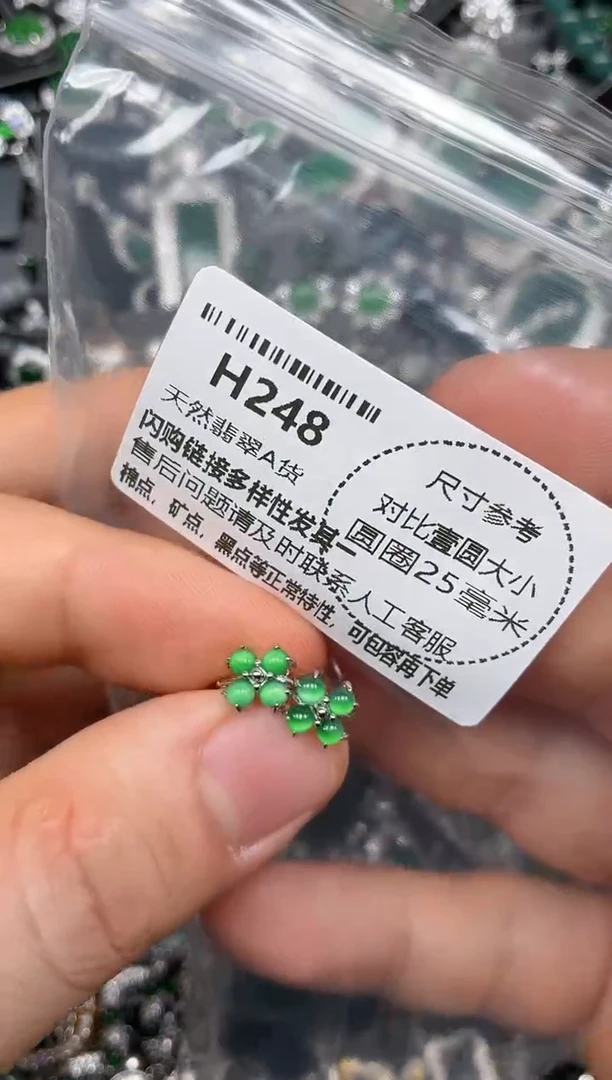 H248
天然翡翠A货
闪购链接多样性发其一
售后问题请及时联系人工客服
棉点，矿点，黑点等正常特性，可包容再下单
尺寸参考
对比壹圆大小
圆圈25毫米